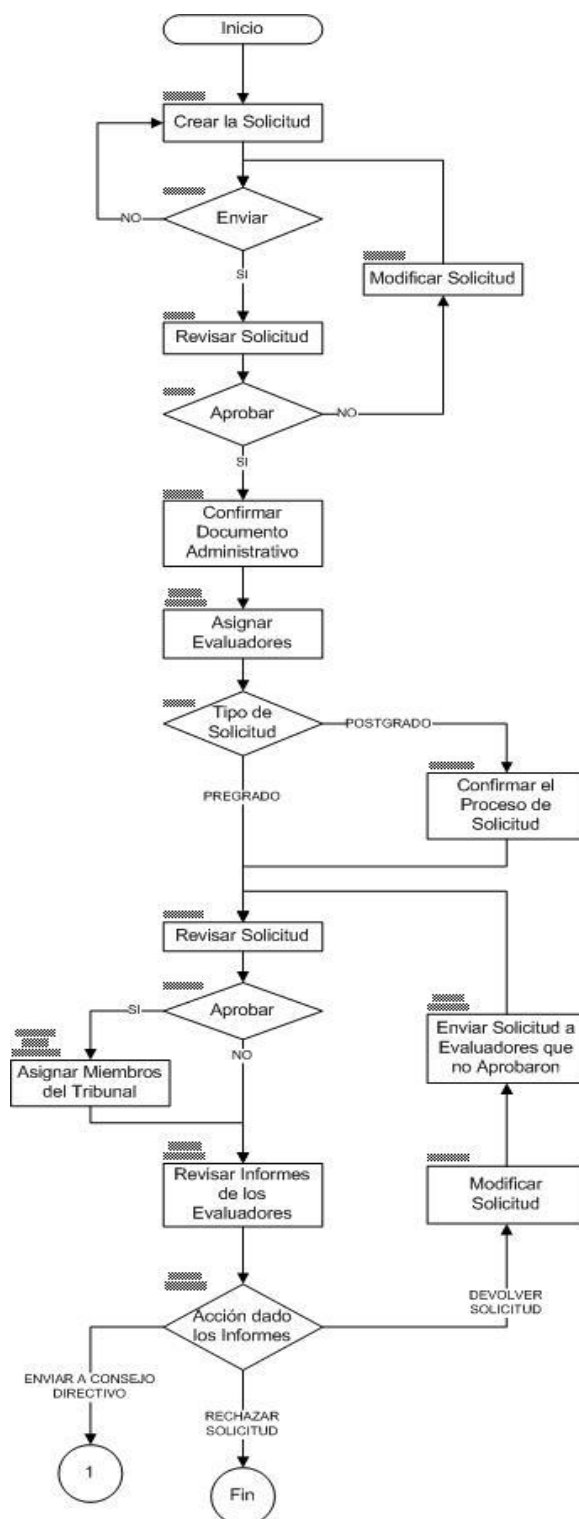 Inicio
Crear la Solicitud
NO
Enviar
SI
Modificar Solicitud
Revisar Solicitud
Aprobar
NO
SI
Confirmar
Documento
Administrativo
Asignar
Evaluadores
Tipo de
Solicitud
POSTGRADO
PREGRADO
Confirmar el
Proceso de
Solicitud
Revisar Solicitud
SI
Aprobar
NO
Enviar Solicitud a
Evaluadores que
no Aprobaron
Asignar Miembros
del Tribunal
Revisar Informes
de los
Evaluadores
Modificar
Solicitud
DEVOLVER
SOLICITUD
Acción dado
los Informes
ENVIAR A CONSEJO
DIRECTIVO
RECHAZAR
SOLICITUD
1
Fin